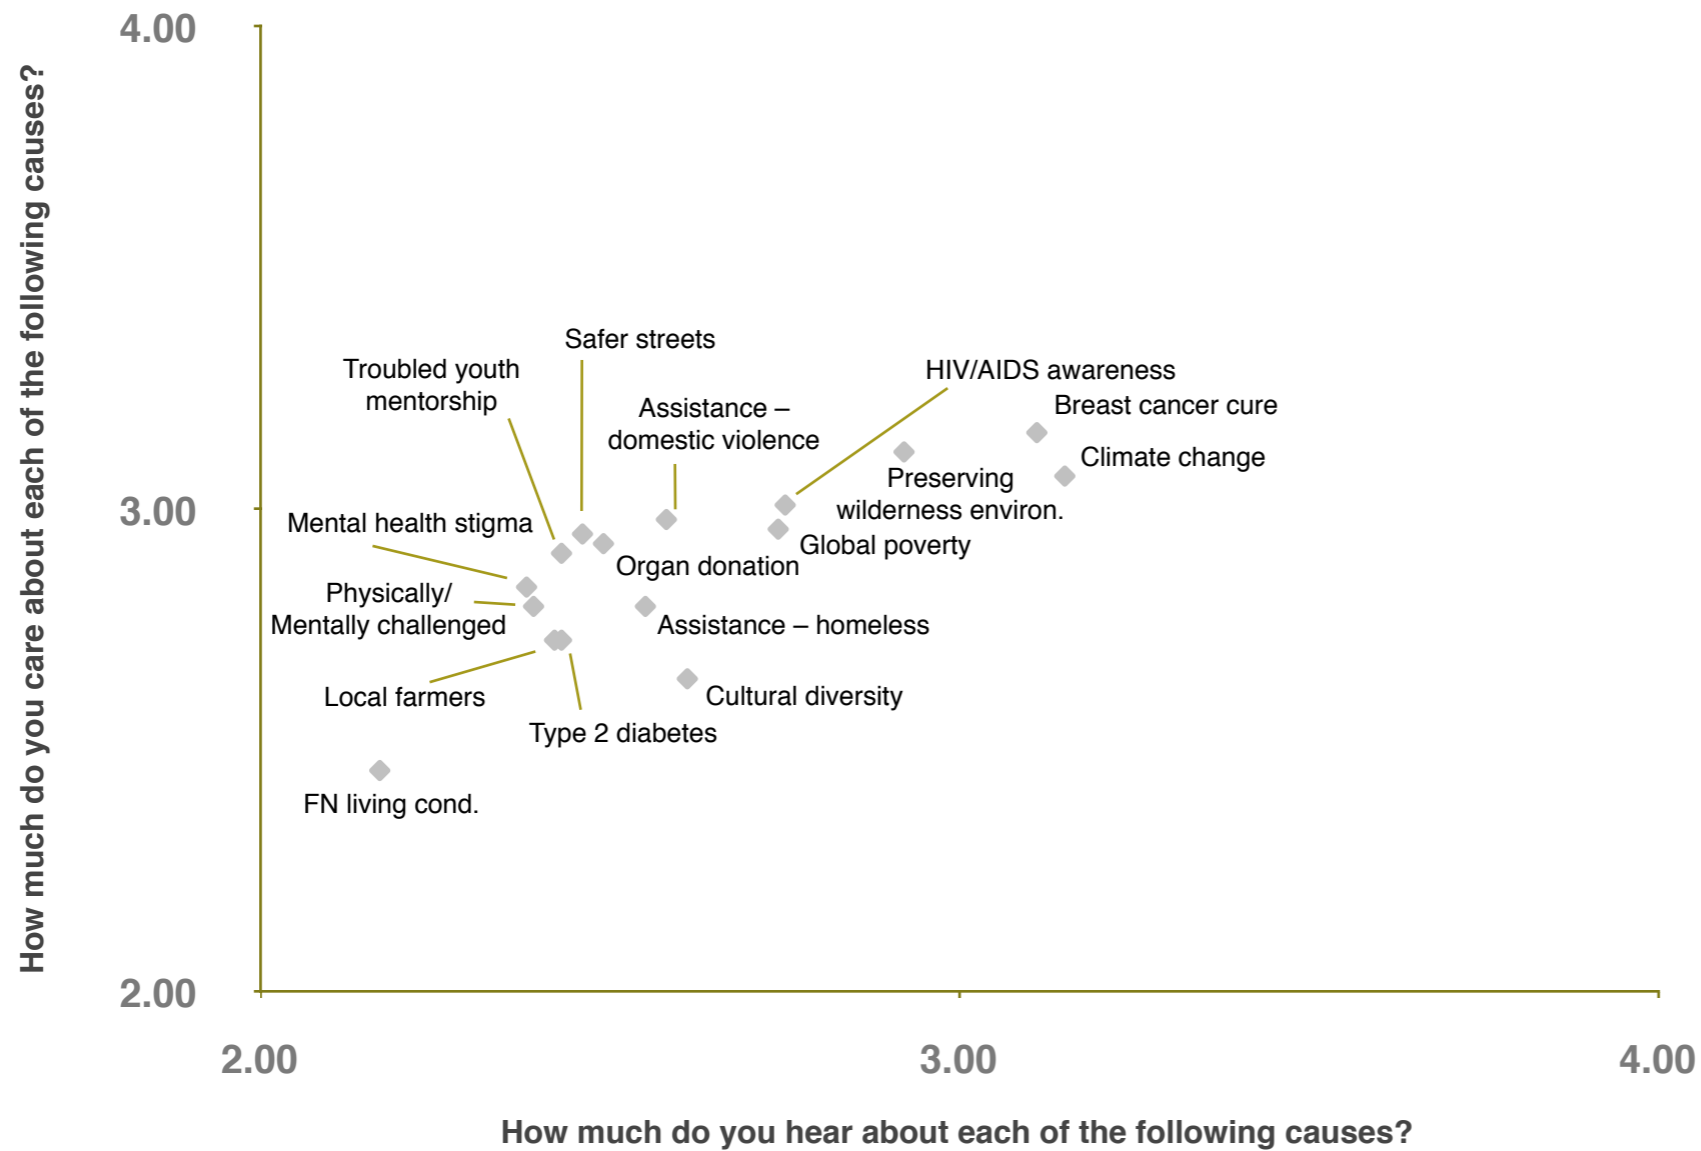 4.00
How much do you care about each of the following causes?
Safer streets
Troubled youth
mentorship
HIV/AIDS awareness
Assistance –
domestic violence
Breast cancer cure
Climate change
Preserving
wilderness environ.
3.00
Mental health stigma
Global poverty
Organ donation
Physically/
Mentally challenged
Assistance – homeless
Local farmers
Cultural diversity
Type 2 diabetes
FN living cond.
2.00
2.00
3.00
4.00
How much do you hear about each of the following causes?